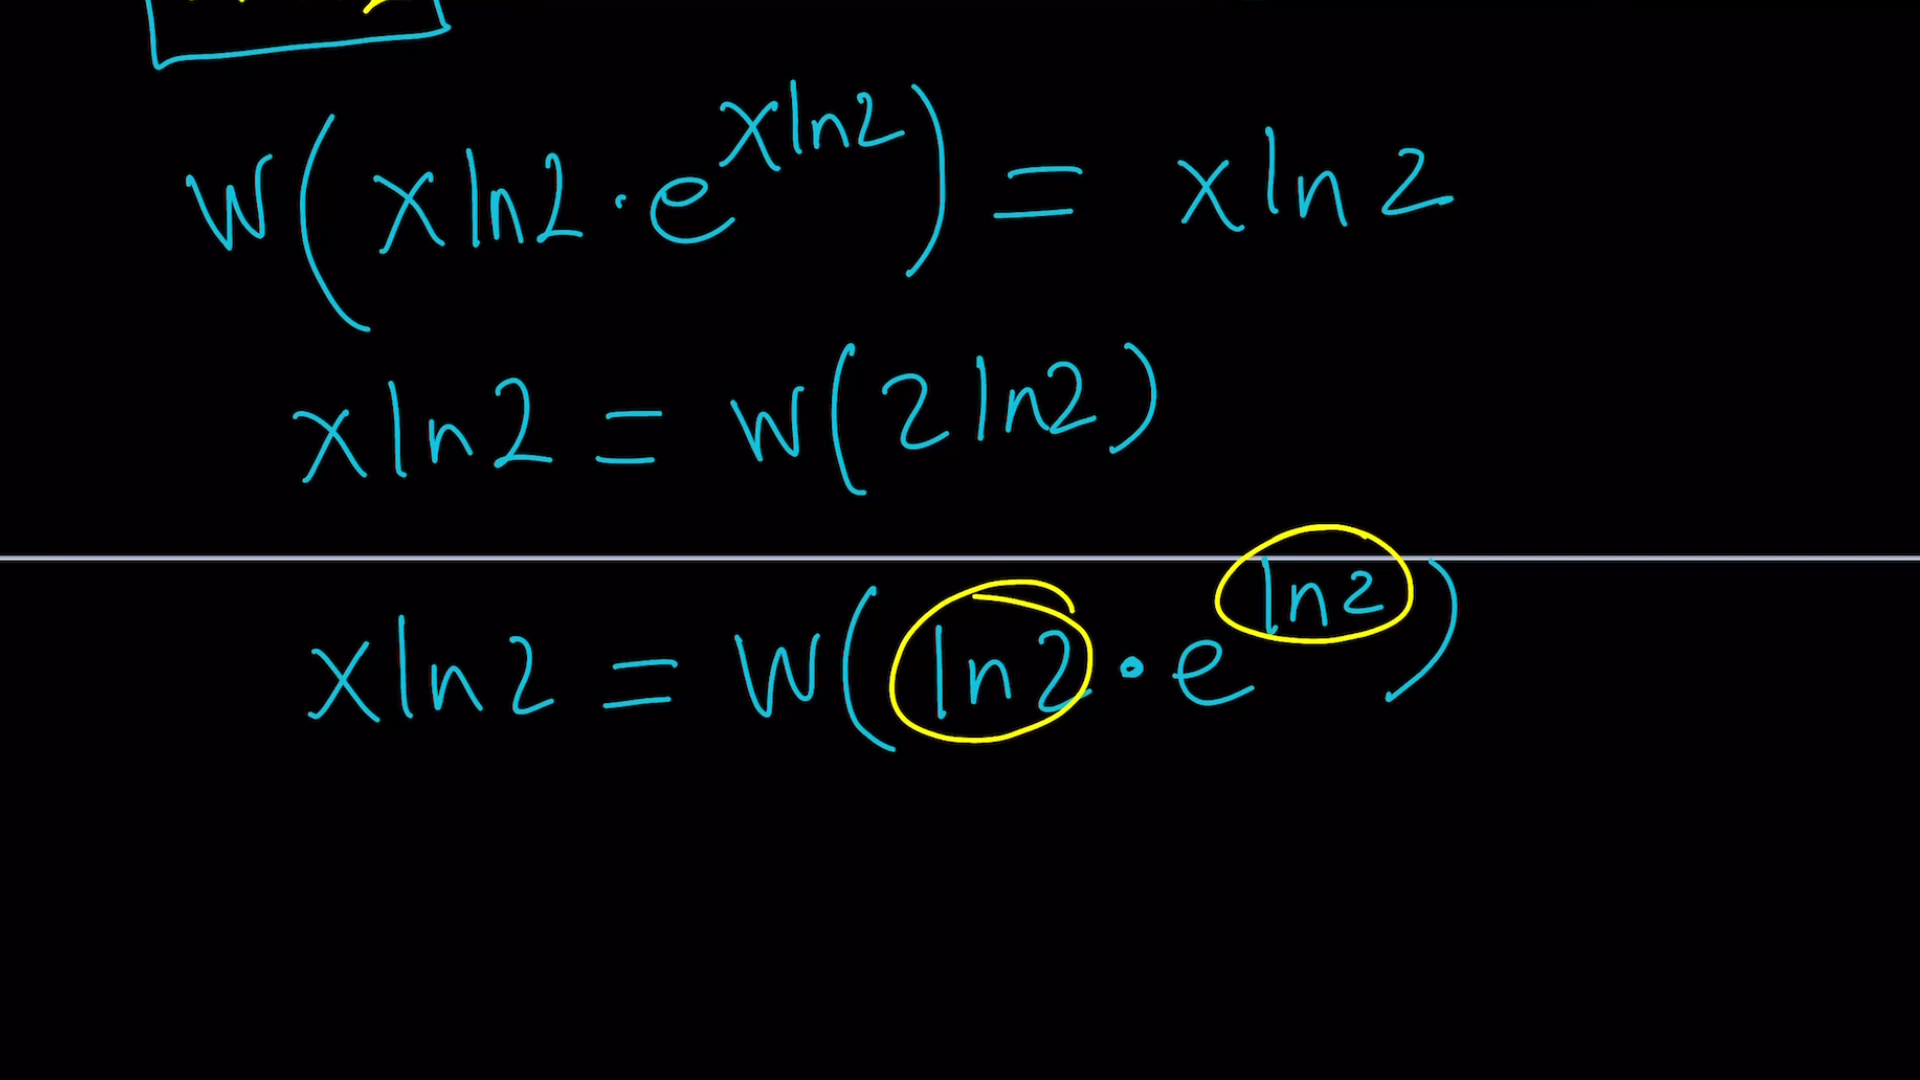 W(xln2·e^xln2) = xln2
xln2 = W(2ln2)
xln2 = W(ln2·e^ln2)